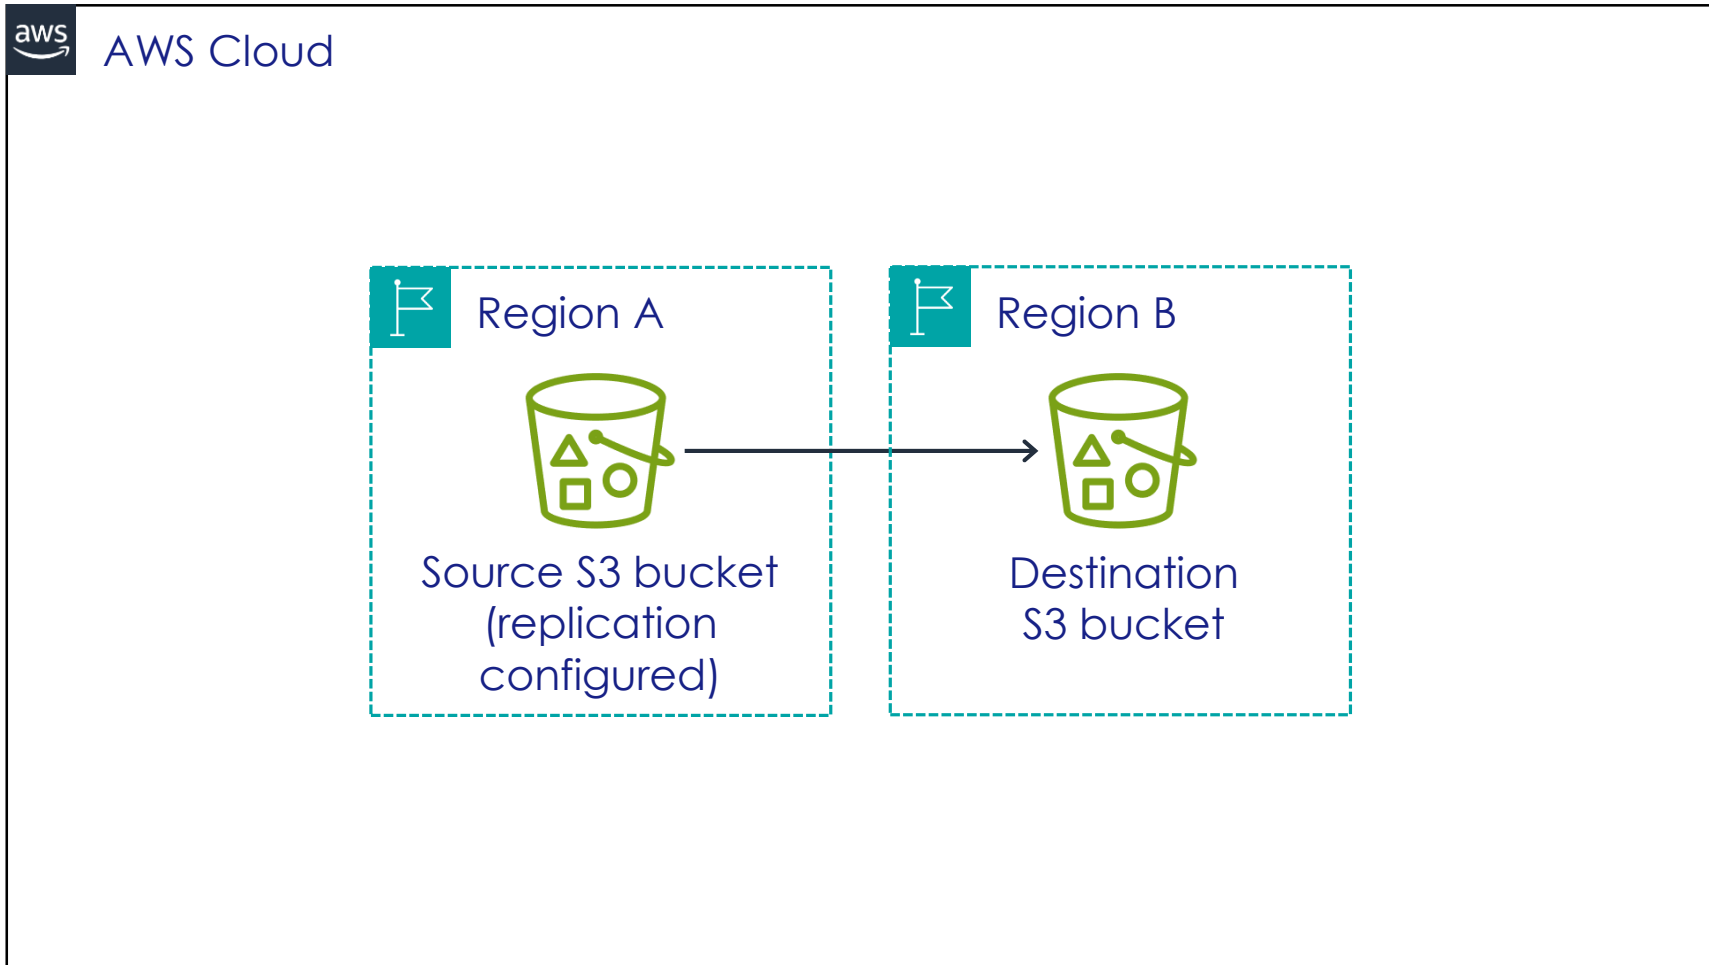 aws
AWS Cloud
Region A
Source S3 bucket
(replication
configured)
Region B
Destination
S3 bucket